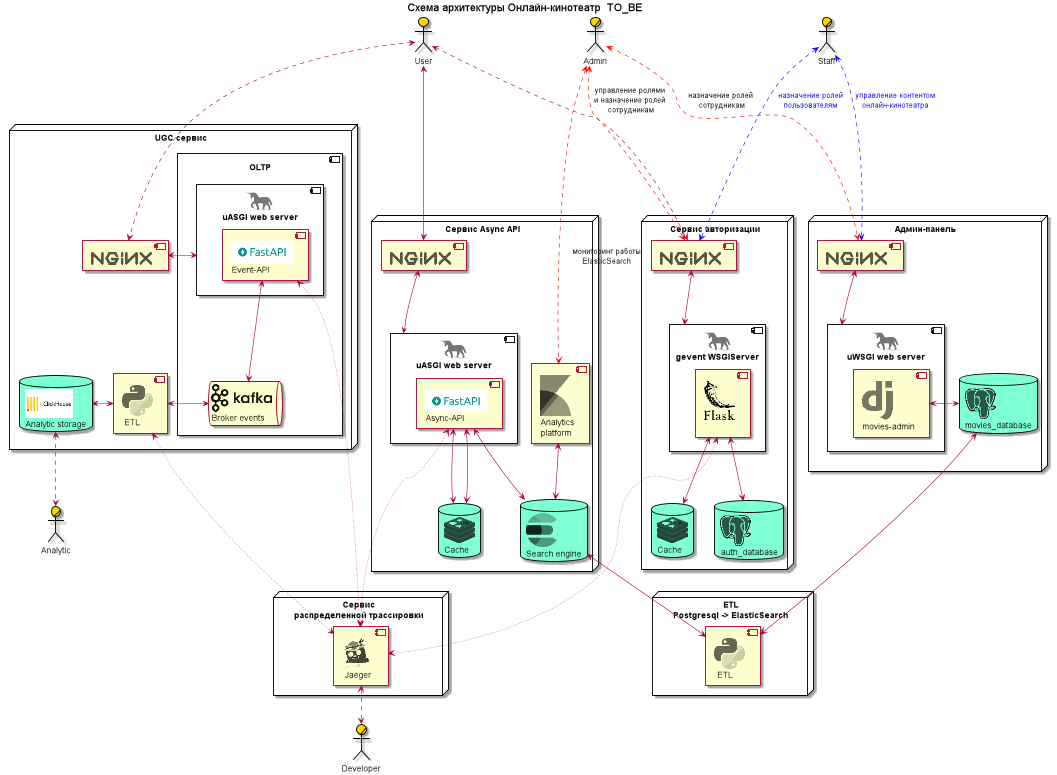 Схема архитектуры Онлайн-кинотеатр TO_BE
User
Admin
Staff
управление ролями
и назначение ролей
сотрудникам
назначение ролей
сотрудникам
назначение ролей
пользователям
управление контентом
онлайн-кинотеатра
UGC сервис
OLTP
uASGI web server
FastAPI
Event-API
NGiNX
ClickHouse
Analytic storage
ETL
kafka
Broker events
Analytic
Сервис Async API
NGiNX
мониторинг работы
ElasticSearch
uASGI web server
FastAPI
Async-API
Analytics
platform
Cache
Search engine
Сервис авторизации
NGiNX
gevent WSGIServer
Flask
Cache
auth_database
Админ-панель
NGiNX
uWSGI web server
dj
movies-admin
movies_database
Сервис
распределенной трассировки
Jaeger
Developer
ETL
Postgresql -> ElasticSearch
ETL